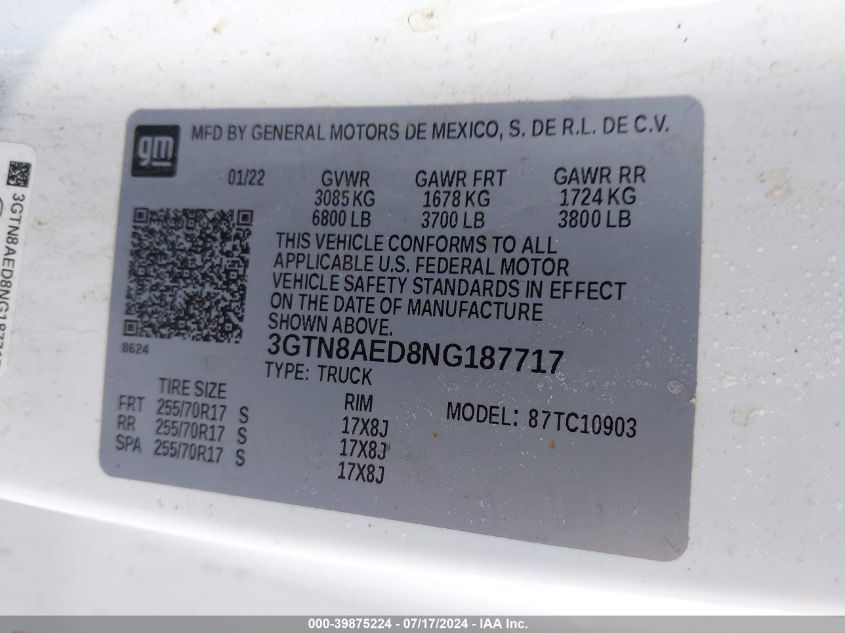 gm
MFD BY GENERAL MOTORS DE MEXICO, S. DE R.L. DE C.V.
01/22 GVWR GAWR FRT GAWR RR
3085 KG 1678 KG 1724 KG
6800 LB 3700 LB 3800 LB
THIS VEHICLE CONFORMS TO ALL
APPLICABLE U.S. FEDERAL MOTOR
VEHICLE SAFETY STANDARDS IN EFFECT
ON THE DATE OF MANUFACTURE
SHOWN ABOVE.
8624
3GTN8AED8NG187717
TYPE: TRUCK
TIRE SIZE RIM MODEL: 87TC10903
FRT 255/70R17 S 17X8J
RR 255/70R17 S 17X8J
SPA 255/70R17 S 17X8J
000-39875224 - 07/17/2024 - IAA Inc.